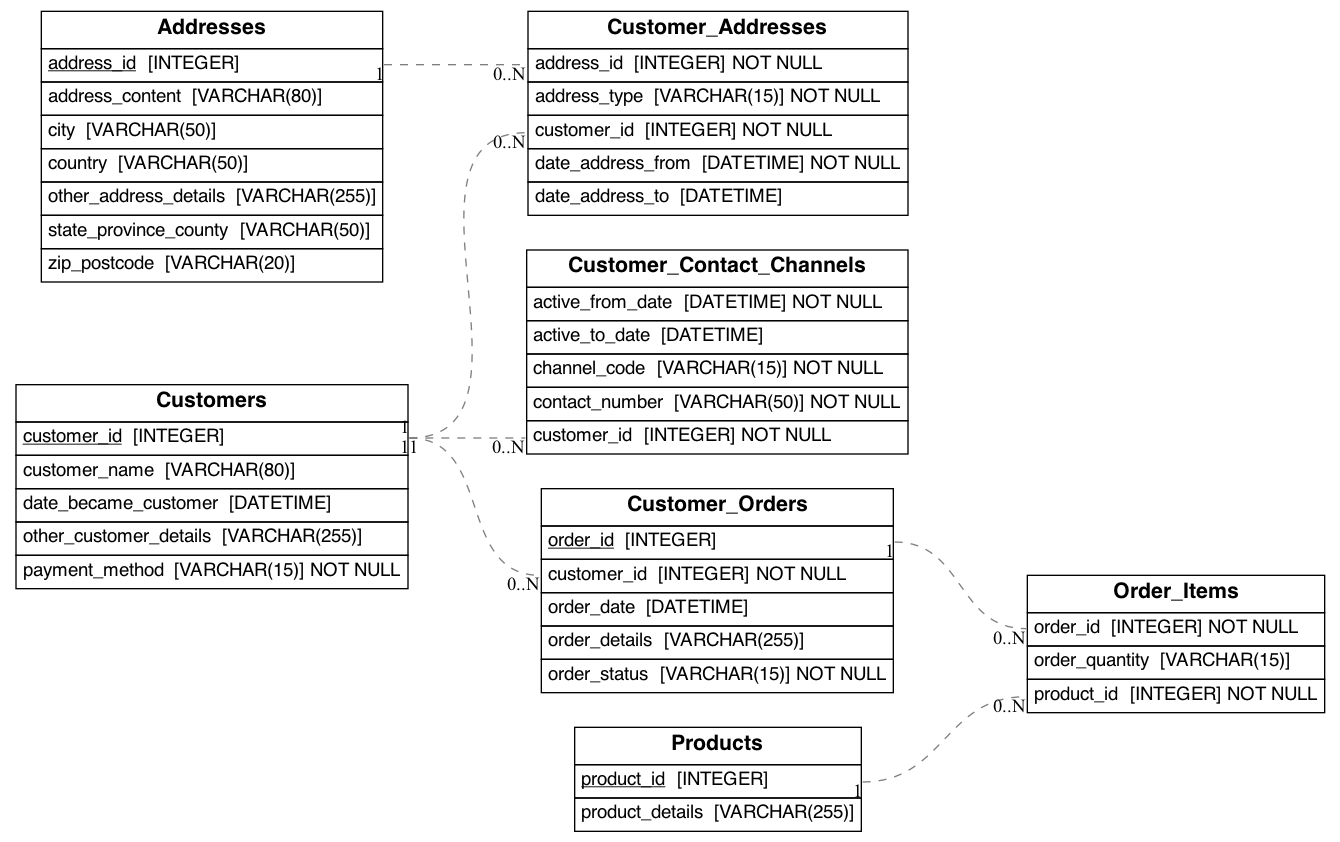 Addresses
address_id [INTEGER]
address_content [VARCHAR(80)]
city [VARCHAR(50)]
country [VARCHAR(50)]
other_address_details [VARCHAR(255)]
state_province_county [VARCHAR(50)]
zip_postcode [VARCHAR(20)]
1
0..N
Customer_Addresses
address_id [INTEGER] NOT NULL
address_type [VARCHAR(15)] NOT NULL
customer_id [INTEGER] NOT NULL
date_address_from [DATETIME] NOT NULL
date_address_to [DATETIME]
0..N
Customer_Contact_Channels
active_from_date [DATETIME] NOT NULL
active_to_date [DATETIME]
channel_code [VARCHAR(15)] NOT NULL
contact_number [VARCHAR(50)] NOT NULL
customer_id [INTEGER] NOT NULL
0..N
Customers
customer_id [INTEGER]
customer_name [VARCHAR(80)]
date_became_customer [DATETIME]
other_customer_details [VARCHAR(255)]
payment_method [VARCHAR(15)] NOT NULL
1
1
1
0..N
Customer_Orders
order_id [INTEGER]
customer_id [INTEGER] NOT NULL
order_date [DATETIME]
order_details [VARCHAR(255)]
order_status [VARCHAR(15)] NOT NULL
1
0..N
Order_Items
order_id [INTEGER] NOT NULL
order_quantity [VARCHAR(15)]
product_id [INTEGER] NOT NULL
0..N
Products
product_id [INTEGER]
product_details [VARCHAR(255)]
1